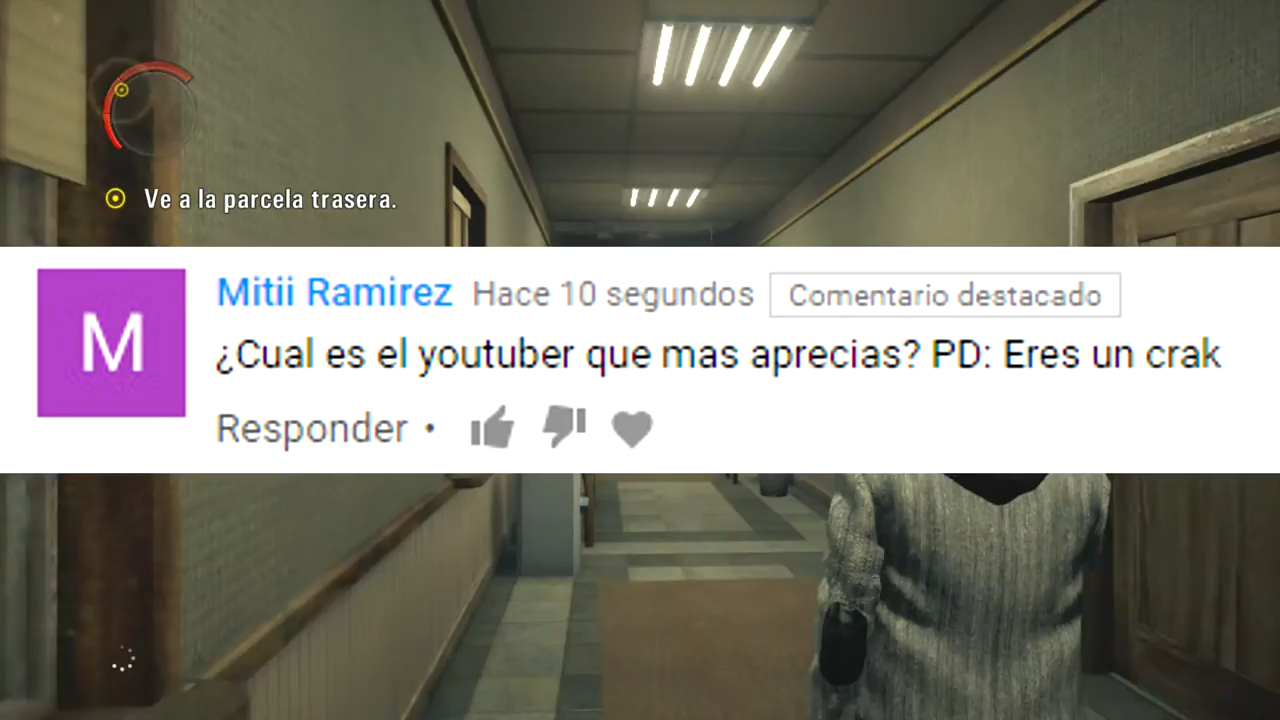 Ve a la parcela trasera.
M
Mitii Ramirez Hace 10 segundos Comentario destacado
¿Cual es el youtuber que mas aprecias? PD: Eres un crak
Responder •